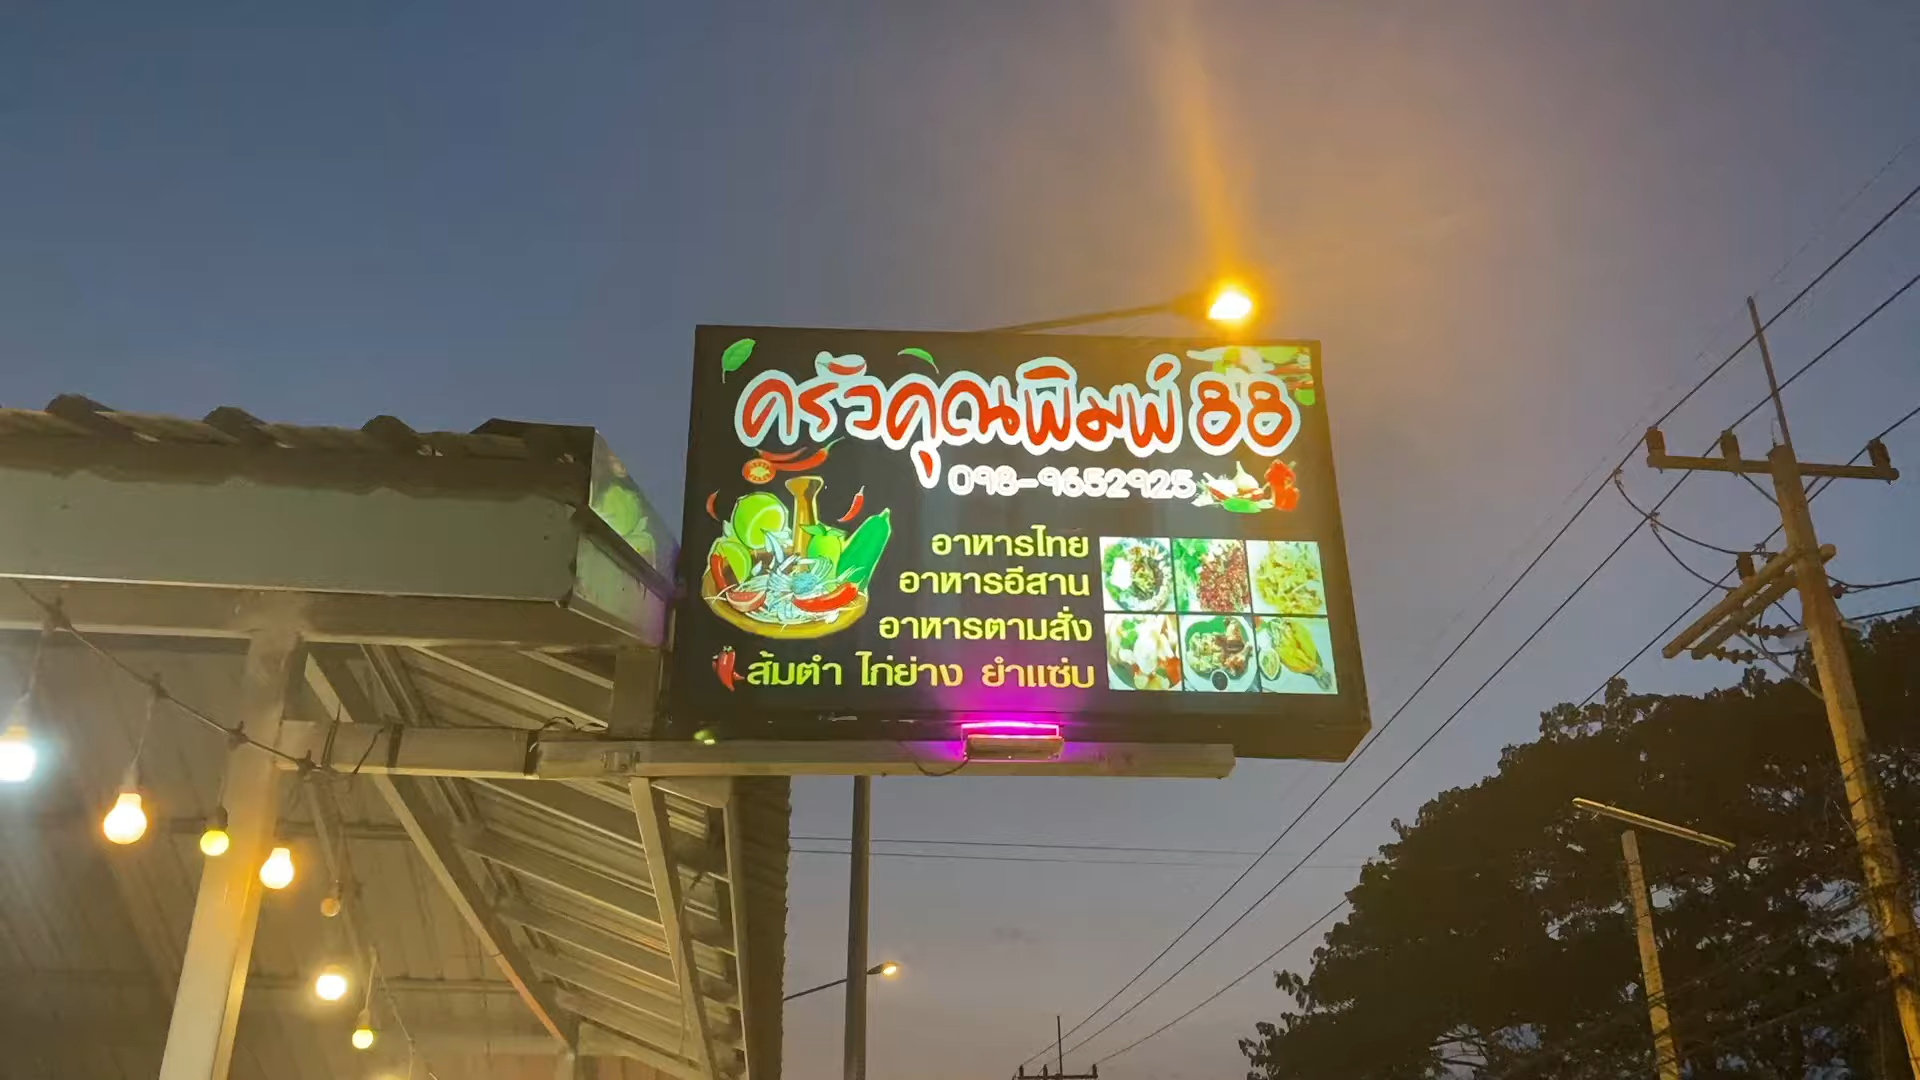 ครัวคุณพิมพ์ 88
098-9652925
อาหารไทย
อาหารอีสาน
อาหารตามสั่ง
ส้มตำ ไก่ย่าง ยำแซ่บ